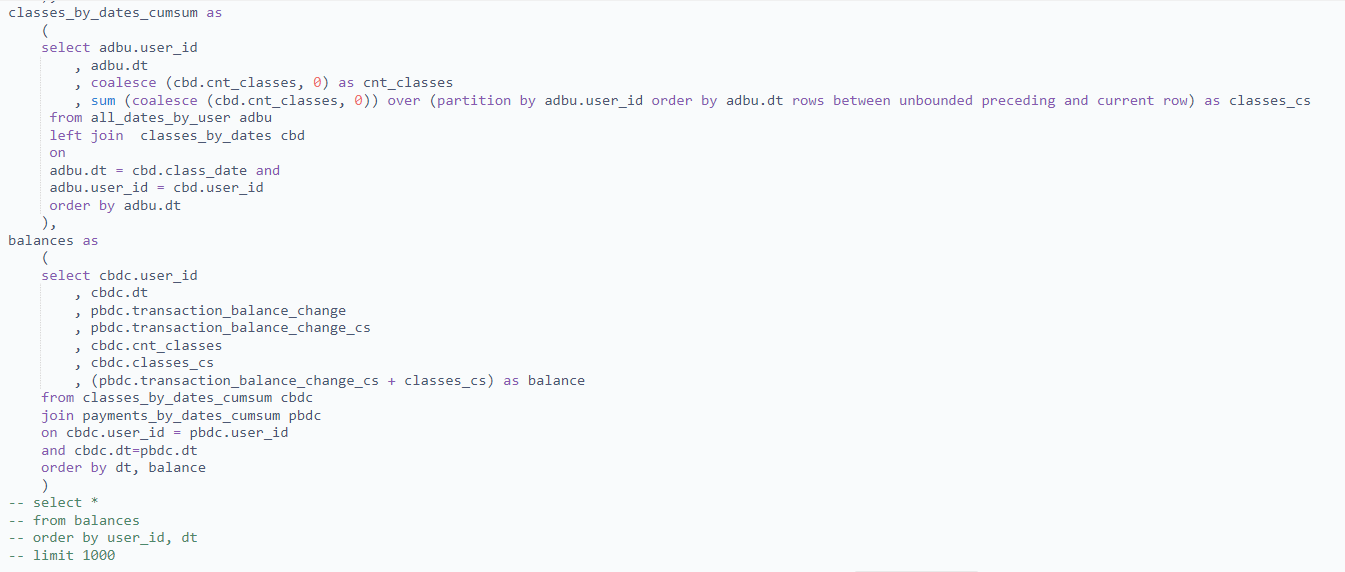 classes_by_dates_cumsum as
    (
    select adbu.user_id
        , adbu.dt
        , coalesce (cbd.cnt_classes, 0) as cnt_classes
        , sum (coalesce (cbd.cnt_classes, 0)) over (partition by adbu.user_id order by adbu.dt rows between unbounded preceding and current row) as classes_cs
     from all_dates_by_user adbu
     left join  classes_by_dates cbd
     on
     adbu.dt = cbd.class_date and
     adbu.user_id = cbd.user_id
     order by adbu.dt
    ),
balances as
    (
    select cbdc.user_id
        , cbdc.dt
        , pbdc.transaction_balance_change
        , pbdc.transaction_balance_change_cs
        , cbdc.cnt_classes
        , cbdc.classes_cs
        , (pbdc.transaction_balance_change_cs + classes_cs) as balance
    from classes_by_dates_cumsum cbdc
    join payments_by_dates_cumsum pbdc
    on cbdc.user_id = pbdc.user_id
    and cbdc.dt=pbdc.dt
    order by dt, balance
    )
-- select *
-- from balances
-- order by user_id, dt
-- limit 1000